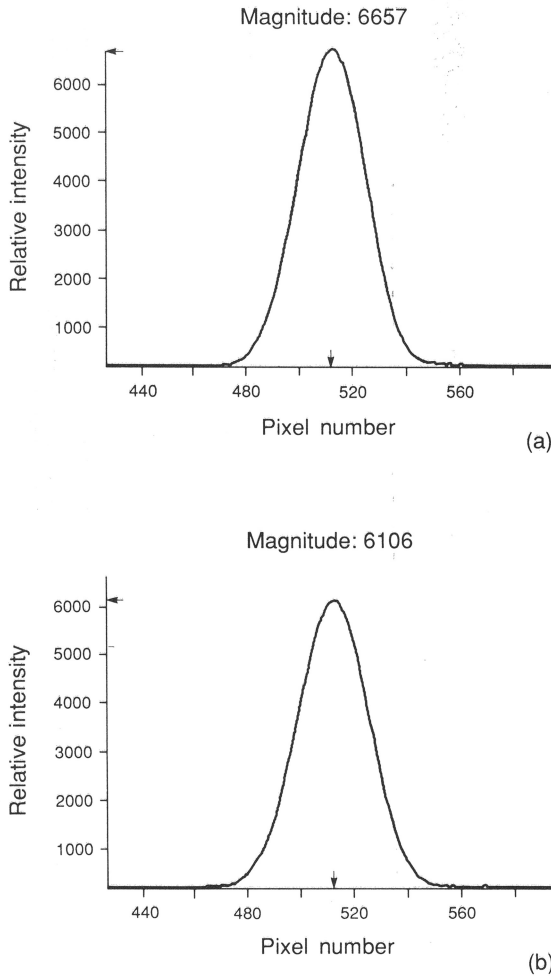 Magnitude: 6657
6000
5000
4000
3000
2000
1000
Relative intensity
440
480
520
560
Pixel number
(a)
Magnitude: 6106
6000
5000
4000
3000
2000
1000
Relative intensity
440
480
520
560
Pixel number
(b)